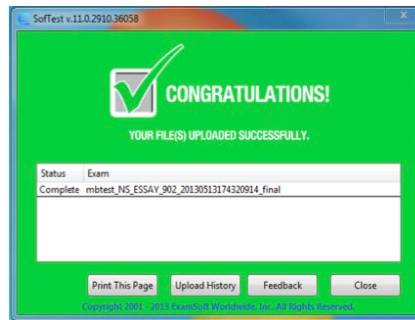 SofTest v.11.0.2910.36058
CONGRATULATIONS!
YOUR FILE(S) UPLOADED SUCCESSFULLY.
Status Exam
Complete mbtest_NS_ESSAY_902_20130513174320914_final
Print This Page Upload History Feedback Close
Copyright 2001 - 2013 ExamSoft Worldwide, Inc. All Rights Reserved.